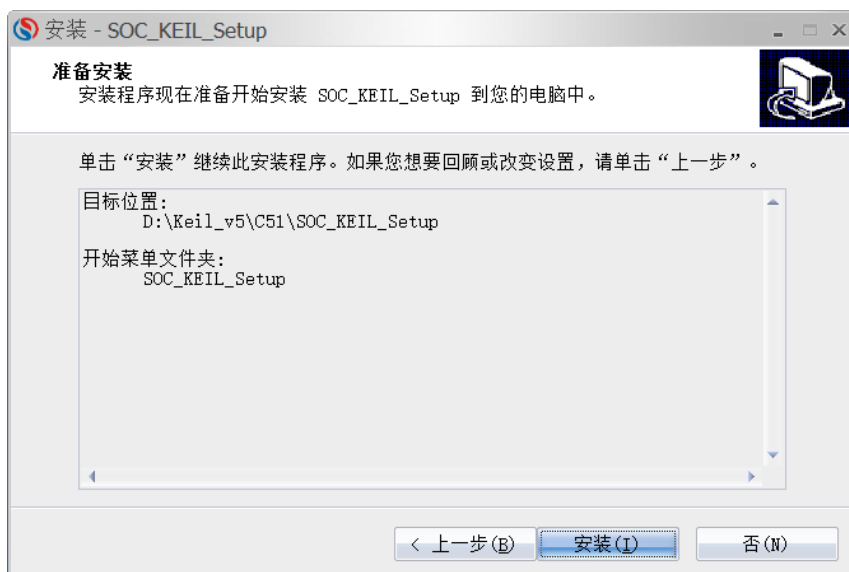 安装 - SOC_KEIL_Setup
准备安装
安装程序现在准备开始安装 SOC_KEIL_Setup 到您的电脑中。
单击“安装”继续此安装程序。如果您想要回顾或改变设置，请单击“上一步”。
目标位置:
D:\Keil_v5\C51\SOC_KEIL_Setup
开始菜单文件夹:
SOC_KEIL_Setup
< 上一步(B)
安装(I)
否(N)